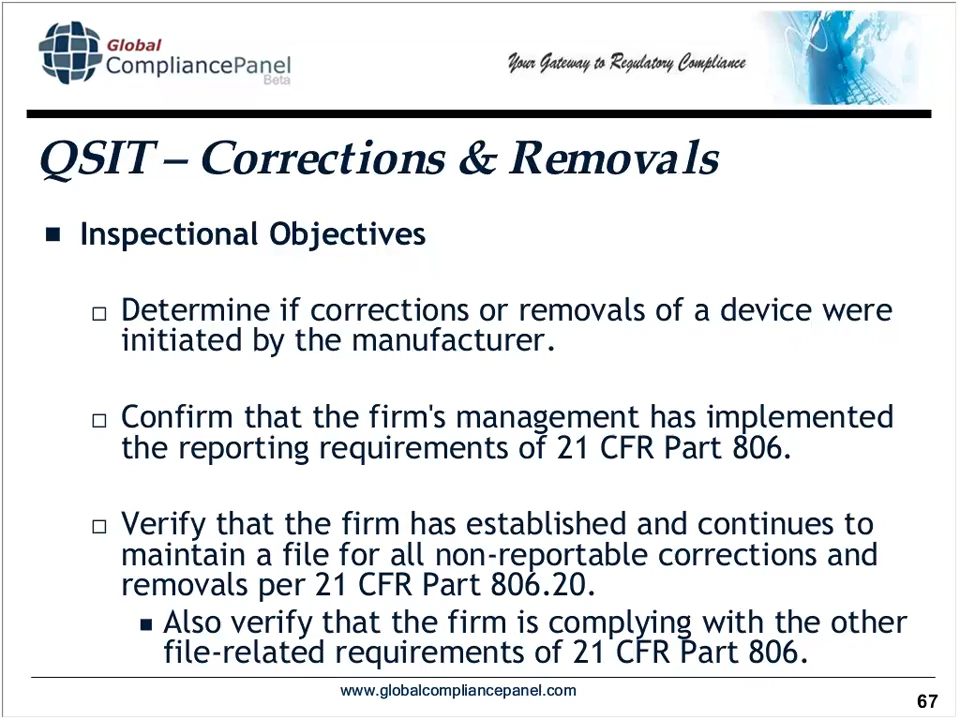 Global
CompliancePanel
Beta
Your Gateway to Regulatory Compliance
QSIT – Corrections & Removals
Inspectional Objectives
Determine if corrections or removals of a device were
initiated by the manufacturer.
Confirm that the firm's management has implemented
the reporting requirements of 21 CFR Part 806.
Verify that the firm has established and continues to
maintain a file for all non-reportable corrections and
removals per 21 CFR Part 806.20.
Also verify that the firm is complying with the other
file-related requirements of 21 CFR Part 806.
www.globalcompliancepanel.com
67